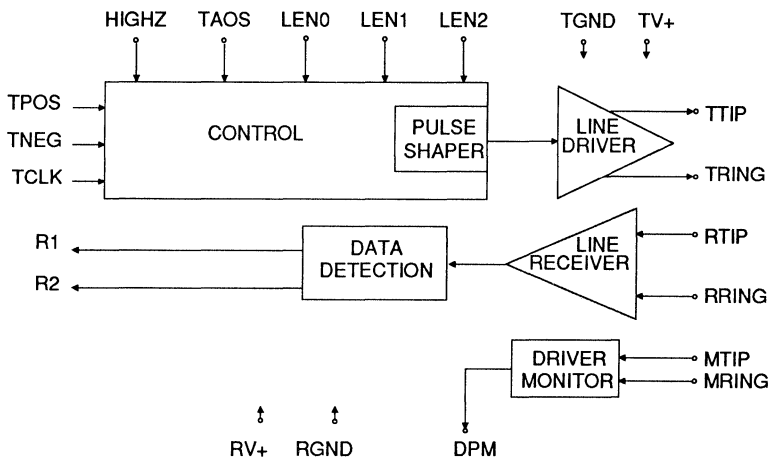 HIGHZ TAOS LEN0 LEN1 LEN2 TGND TV+
TPOS
TNEG
TCLK
CONTROL
PULSE
SHAPER
LINE
DRIVER
TTIP
TRING
R1
R2
DATA
DETECTION
LINE
RECEIVER
RTIP
RRING
DRIVER
MONITOR
MTIP
MRING
RV+ RGND DPM